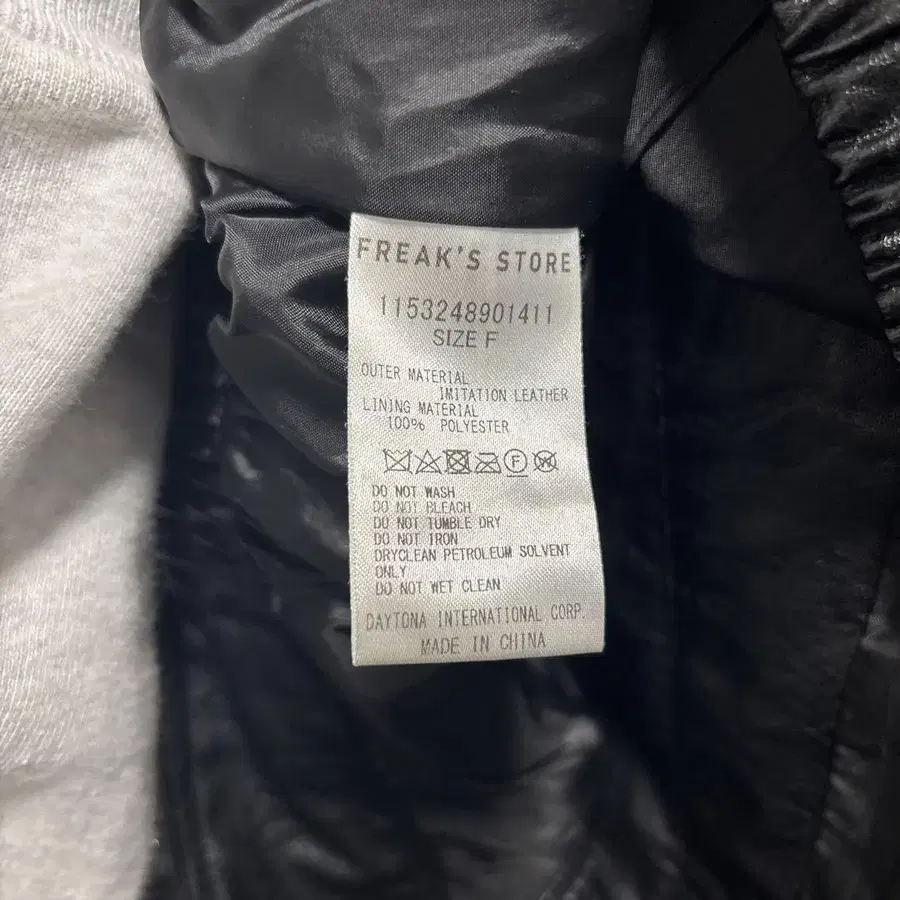 FREAK'S STORE
1153248901411
SIZE F
OUTER MATERIAL
IMITATION LEATHER
LINING MATERIAL
100% POLYESTER
F W
DO NOT WASH
DO NOT BLEACH
DO NOT TUMBLE DRY
DO NOT IRON
DRYCLEAN PETROLEUM SOLVENT
ONLY
DO NOT WET CLEAN
DAYTONA INTERNATIONAL CORP.
MADE IN CHINA